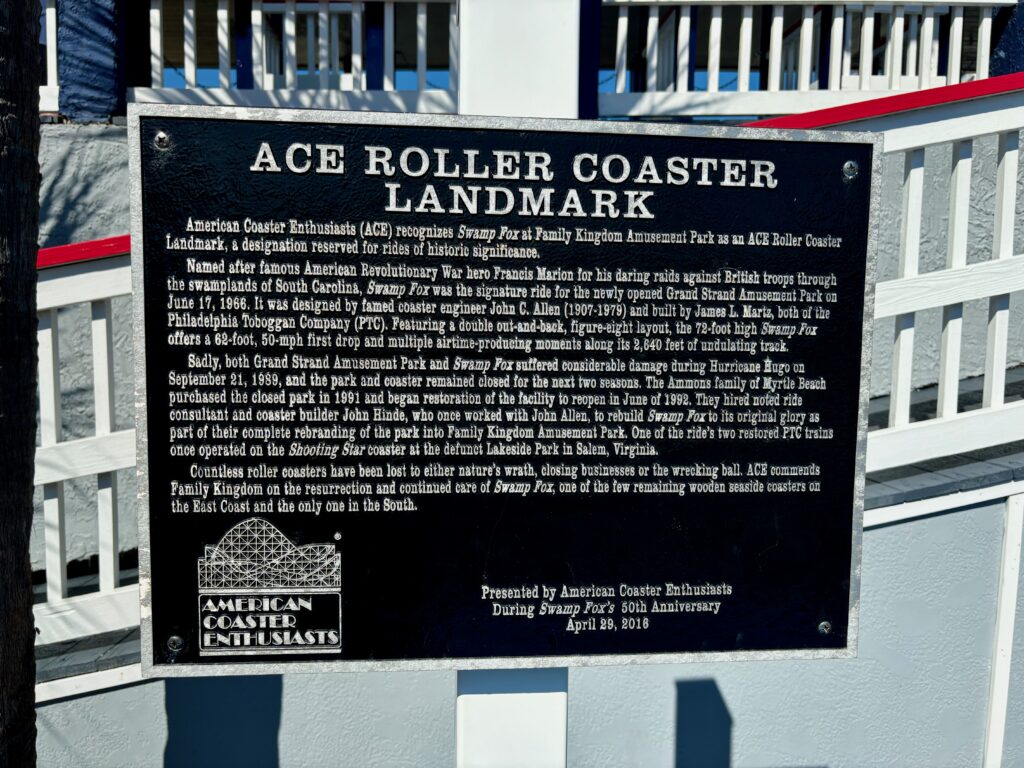 ACE ROLLER COASTER
LANDMARK
American Coaster Enthusiasts (ACE) recognizes Swamp Fox at Family Kingdom Amusement Park as an ACE Roller Coaster
Landmark, a designation reserved for rides of historic significance.
Named after famous American Revolutionary War hero Francis Marion for his daring raids against British troops through
the swamplands of South Carolina, Swamp Fox was the signature ride for the newly opened Grand Strand Amusement Park on
June 17, 1966. It was designed by famed coaster engineer John C. Allen (1907-1979) and built by James L. Martz, both of the
Philadelphia Toboggan Company (PTC). Featuring a double out-and-back, figure-eight layout, the 72-foot high Swamp Fox
offers a 62-foot, 50-mph first drop and multiple airtime-producing moments along its 2,640 feet of undulating track.
Sadly, both Grand Strand Amusement Park and Swamp Fox suffered considerable damage during Hurricane Hugo on
September 21, 1989, and the park and coaster remained closed for the next two seasons. The Ammons family of Myrtle Beach
purchased the closed park in 1991 and began restoration of the facility to reopen in June of 1992. They hired noted ride
consultant and coaster builder John Hinde, who once worked with John Allen, to rebuild Swamp Fox to its original glory as
part of their complete rebranding of the park into Family Kingdom Amusement Park. One of the ride's two restored PTC trains
once operated on the Shooting Star coaster at the defunct Lakeside Park in Salem, Virginia.
Countless roller coasters have been lost to either nature's wrath, closing businesses or the wrecking ball. ACE commends
Family Kingdom on the resurrection and continued care of Swamp Fox, one of the few remaining wooden seaside coasters on
the East Coast and the only one in the South.
®
AMERICAN
COASTER
ENTHUSIASTS
Presented by American Coaster Enthusiasts
During Swamp Fox's 50th Anniversary
April 29, 2016